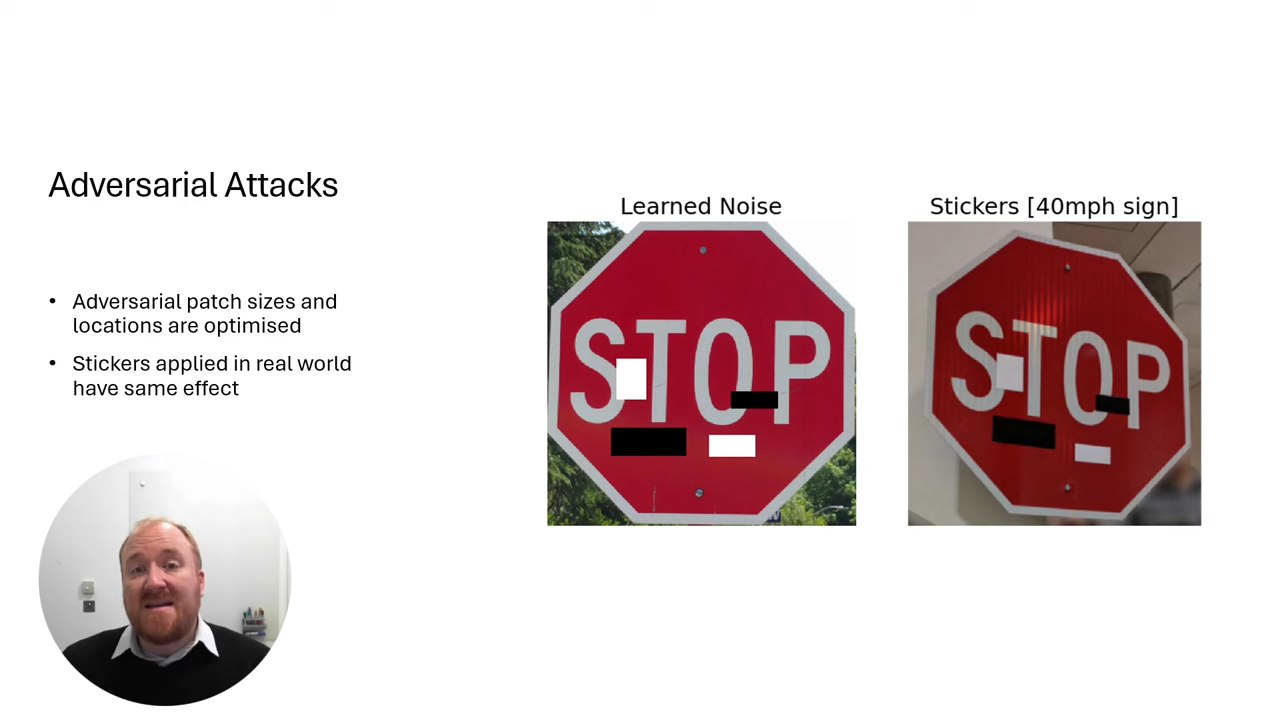 Adversarial Attacks
• Adversarial patch sizes and
locations are optimised
• Stickers applied in real world
have same effect
Learned Noise
STOP
Stickers [40mph sign]
STOP